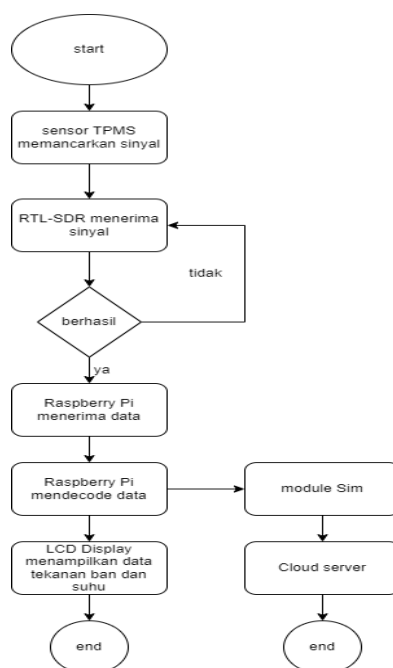 start
sensor TPMS
memancarkan sinyal
RTL-SDR menerima
sinyal
tidak
berhasil
ya
Raspberry Pi
menerima data
Raspberry Pi
mendecode data
module Sim
LCD Display
menampilkan data
tekanan ban dan
suhu
Cloud server
end
end